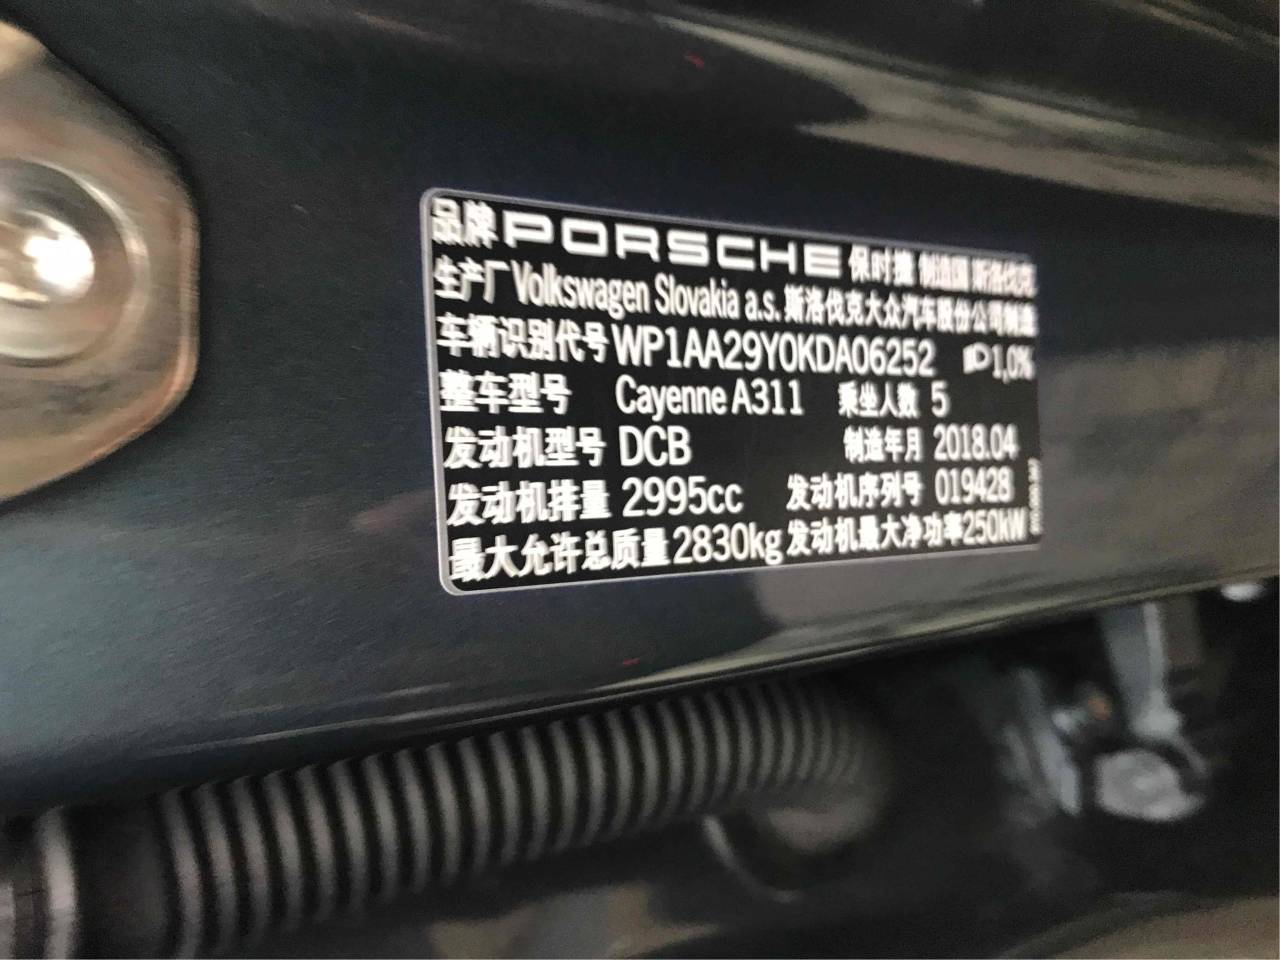 品牌 PORSCHE 保时捷 制造国 斯洛伐克
生产厂 Volkswagen Slovakia a.s. 斯洛伐克大众汽车股份公司制造
车辆识别代号 WP1AA29Y0KDA06252 1,0%
整车型号 Cayenne A311 乘坐人数 5
发动机型号 DCB 制造年月 2018.04
发动机排量 2995cc 发动机序列号 019428
最大允许总质量 2830kg 发动机最大净功率 250kW